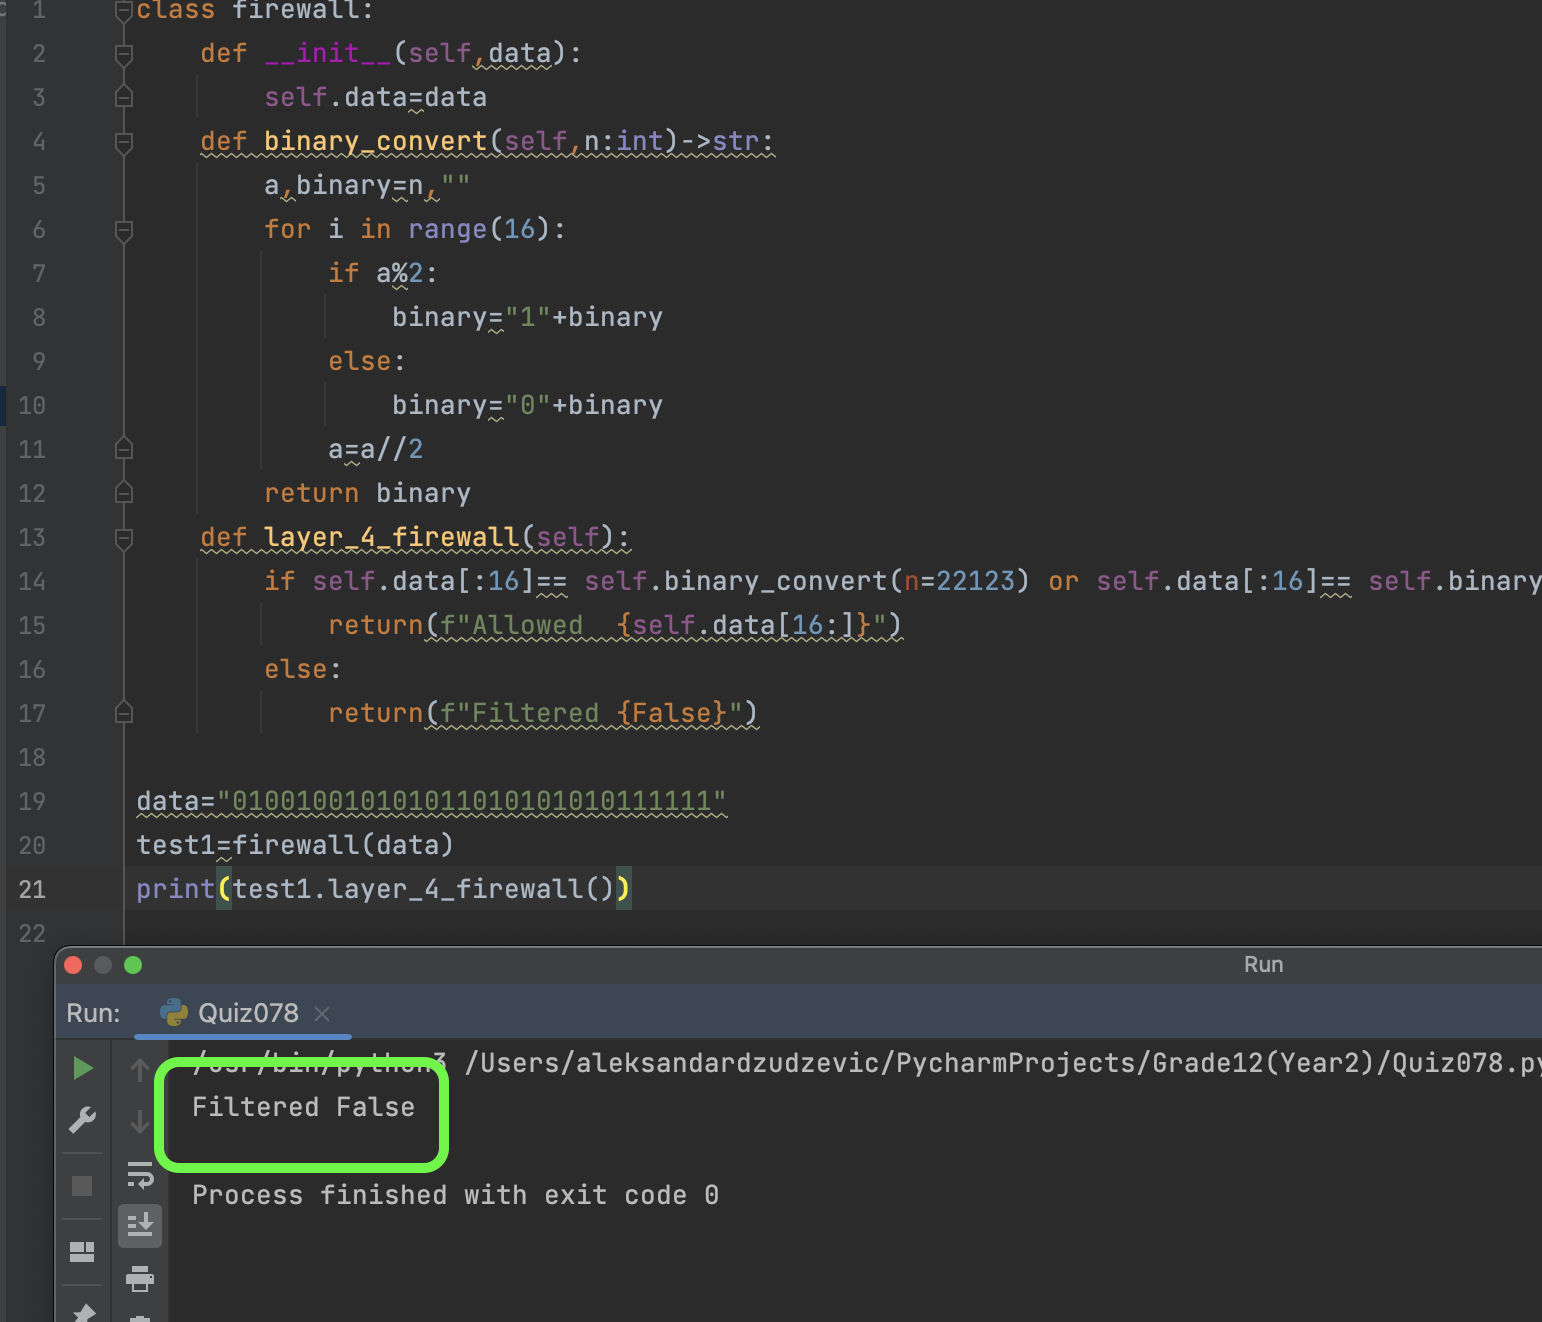 1 class firewall:
2 def __init__(self,data):
3 self.data=data
4 def binary_convert(self,n:int)->str:
5 a,binary=n,""
6 for i in range(16):
7 if a%2:
8 binary="1"+binary
9 else:
10 binary="0"+binary
11 a=a//2
12 return binary
13 def layer_4_firewall(self):
14 if self.data[:16]== self.binary_convert(n=22123) or self.data[:16]== self.binary
15 return(f"Allowed  {self.data[16:]}")
16 else:
17 return(f"Filtered {False}")
18
19 data="0100100101010110101010101011111"
20 test1=firewall(data)
21 print(test1.layer_4_firewall())
22
Run
Run: Quiz078
/usr/bin/python3 /Users/aleksandardzudzevic/PycharmProjects/Grade12(Year2)/Quiz078.py
Filtered False
Process finished with exit code 0